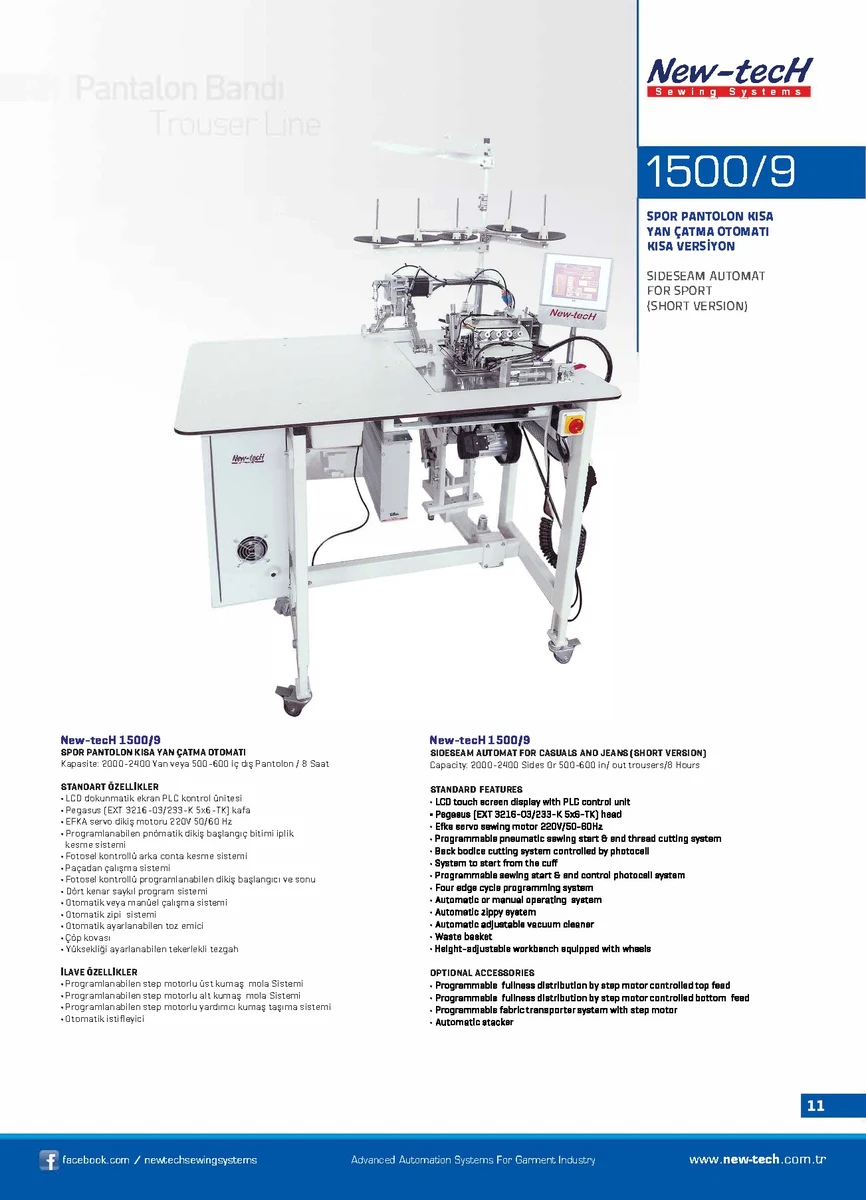 Pantalon Bandı
Trouser Line
New-tecH
Sewing Systems
1500/9
SPOR PANTOLON KISA
YAN ÇATMA OTOMATI
KISA VERSİYON
SIDESEAM AUTOMAT
FOR SPORT
(SHORT VERSION)
New-tecH
New-tecH
New-tecH 1500/9
SPOR PANTOLON KISA YAN ÇATMA OTOMATI
Kapasite: 2000-2400 Yan veya 500-600 iç dış Pantolon / 8 Saat
STANDART ÖZELLİKLER
• LCD dokunmatik ekran PLC kontrol ünitesi
• Pegasus (EXT 3216-03/233-K 5x6-TK) kafa
• EFKA servo dikiş motoru 220V 50/60 Hz
• Programlanabilen pnömatik dikiş başlangıç bitimi iplik
kesme sistemi
• Fotosel kontrollü arka conta kesme sistemi
• Paçadan çalışma sistemi
• Fotosel kontrollü programlanabilen dikiş başlangıcı ve sonu
• Dört kenar saykıl program sistemi
• Otomatik veya manüel çalışma sistemi
• Otomatik zipi sistemi
• Otomatik ayarlanabilen toz emici
• Çöp kovası
• Yüksekliği ayarlanabilen tekerlekli tezgah
İLAVE ÖZELLİKLER
• Programlanabilen step motorlu üst kumaş mola Sistemi
• Programlanabilen step motorlu alt kumaş mola Sistemi
• Programlanabilen step motorlu yardımcı kumaş taşıma sistemi
• Otomatik istifleyici
New-tecH 1500/9
SIDESEAM AUTOMAT FOR CASUALS AND JEANS (SHORT VERSION)
Capacity: 2000-2400 Sides Or 500-600 in/ out trousers/8 Hours
STANDARD FEATURES
• LCD touch screen display with PLC control unit
• Pegasus (EXT 3216-03/233-K 5x6-TK) head
• Efka servo sewing motor 220V/50-60Hz
• Programmable pneumatic sewing start & end thread cutting system
• Back bodice cutting system controlled by photocell
• System to start from the cuff
• Programmable sewing start & end control photocell system
• Four edge cycle programming system
• Automatic or manual operating system
• Automatic zippy system
• Automatic adjustable vacuum cleaner
• Waste basket
• Height-adjustable workbench equipped with wheels
OPTIONAL ACCESSORIES
• Programmable fullness distribution by step motor controlled top feed
• Programmable fullness distribution by step motor controlled bottom feed
• Programmable fabric transporter system with step motor
• Automatic stacker
11
facebook.com / newtechsewingsystems
Advanced Automation Systems For Garment Industry
www.new-tech.com.tr